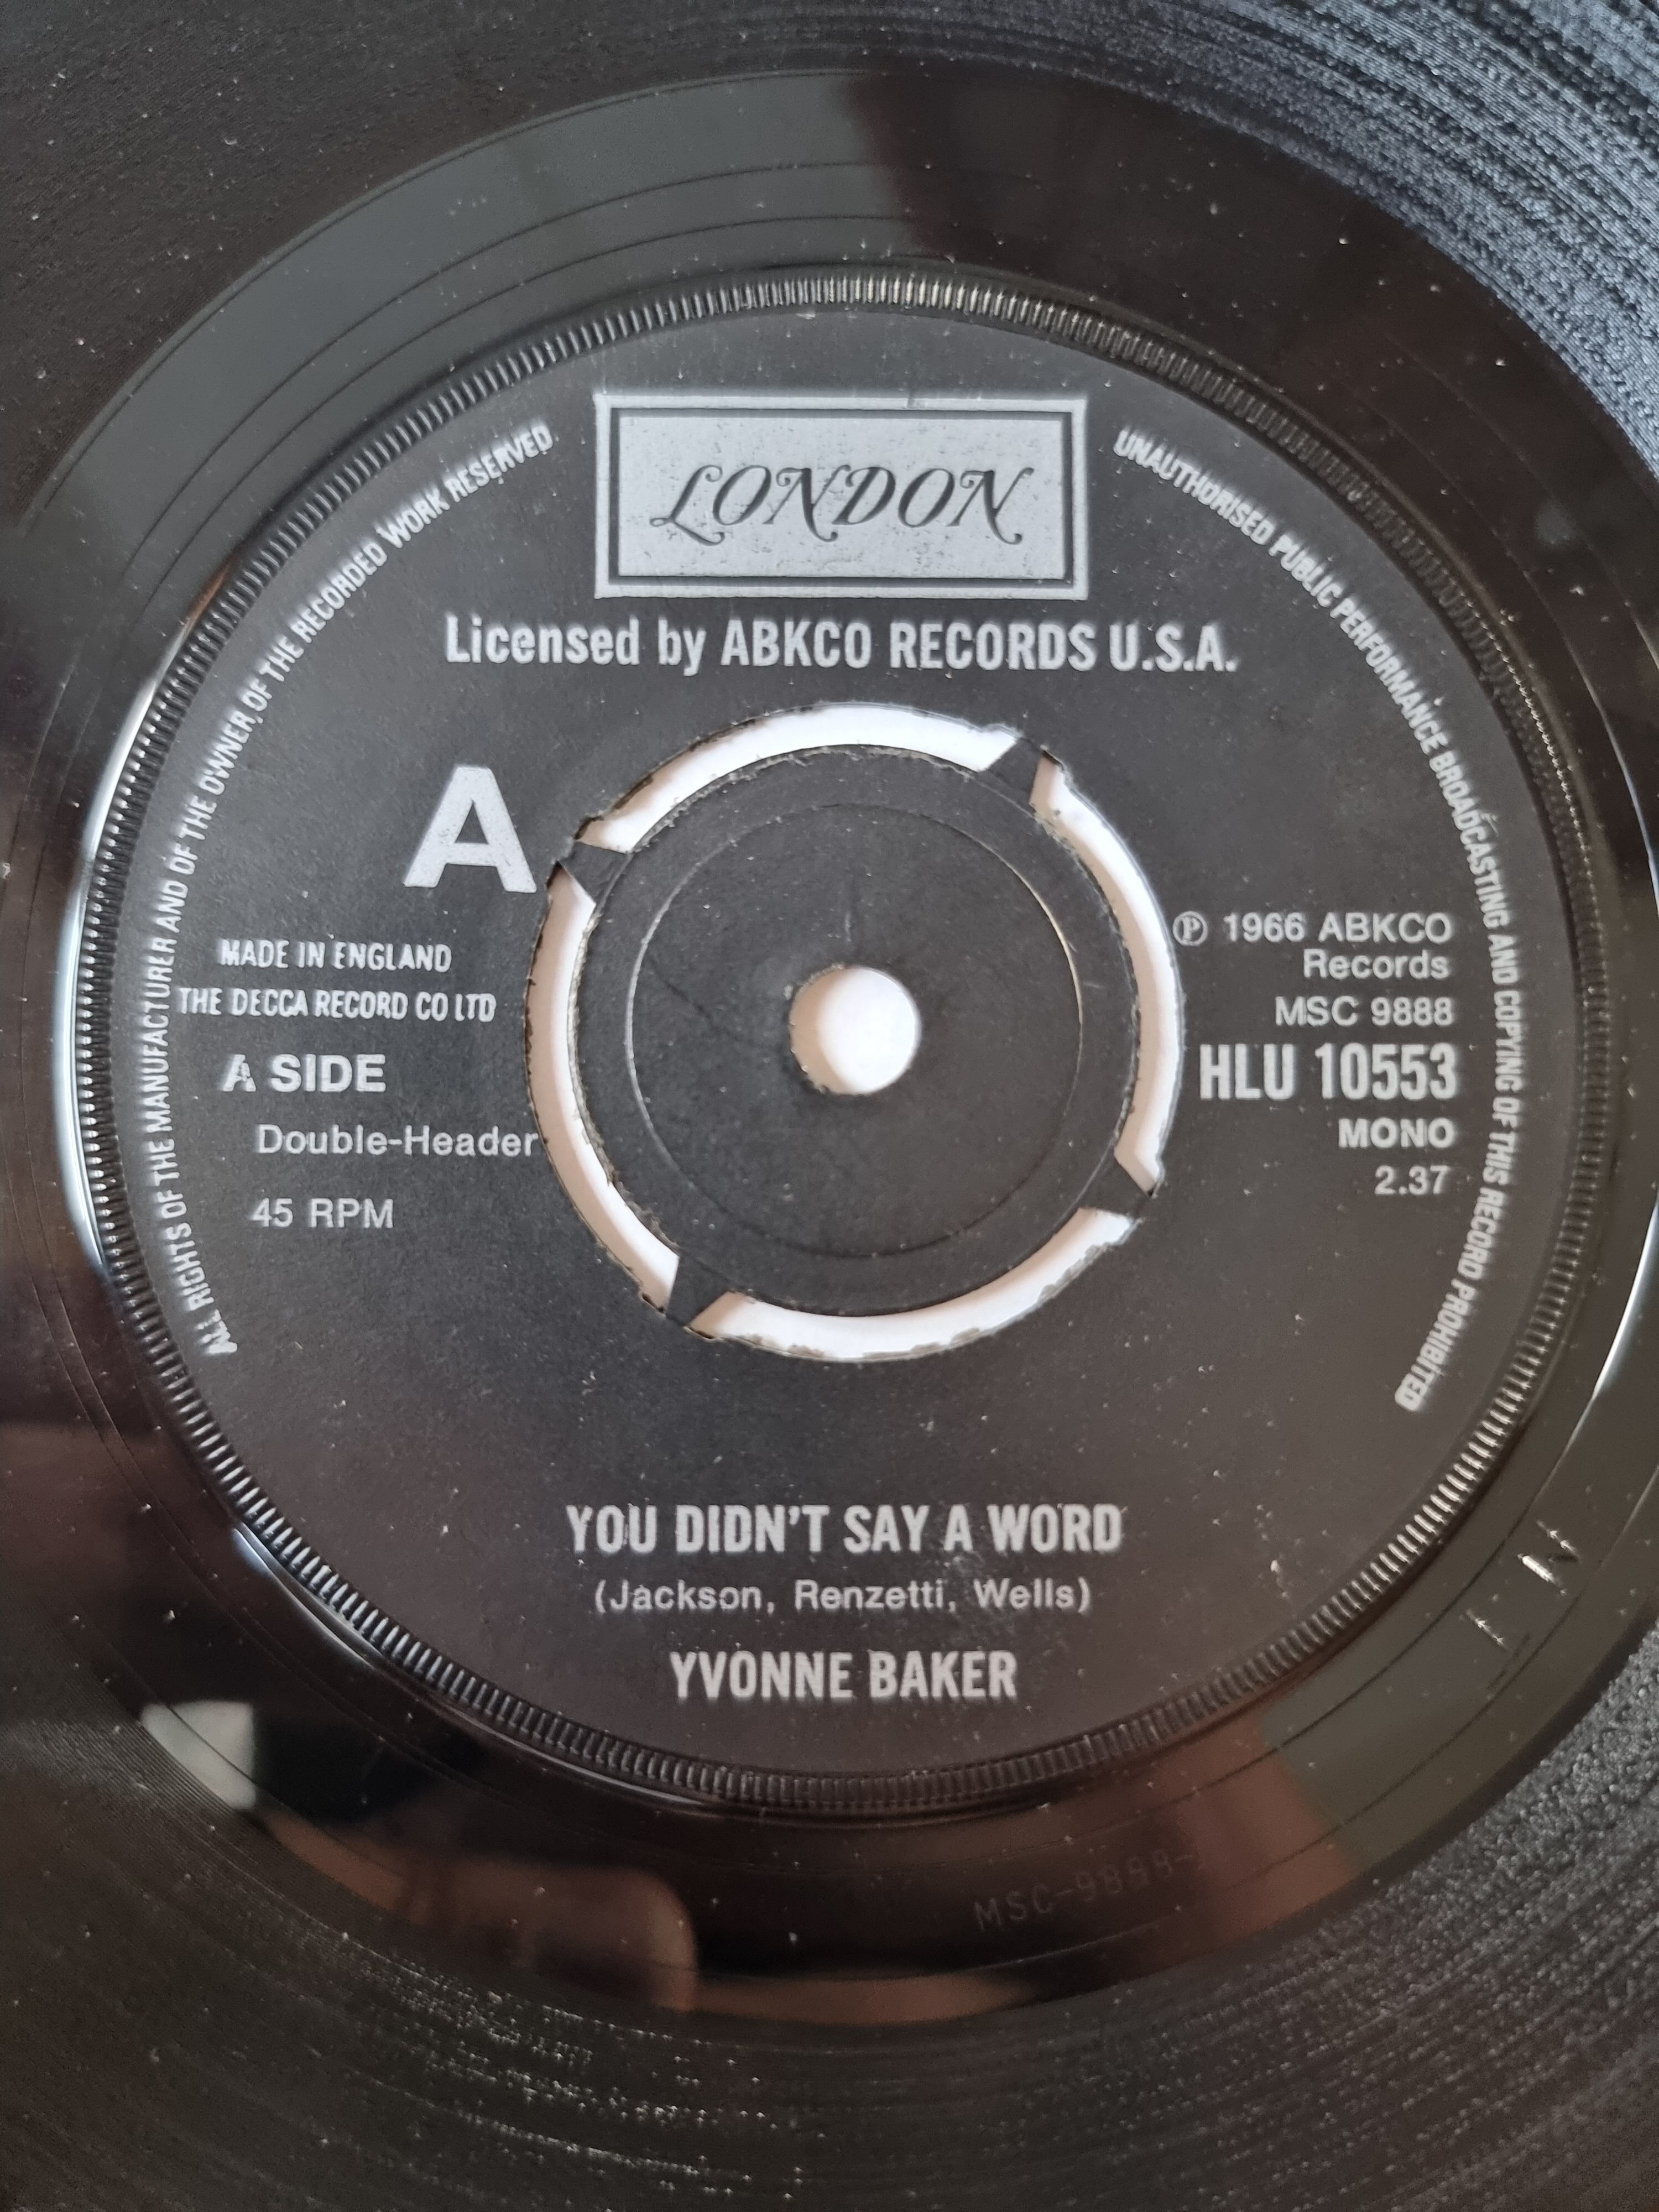 LONDON
Licensed by ABKCO RECORDS U.S.A.
ALL RIGHTS OF THE MANUFACTURER AND OF THE OWNER OF THE RECORDED WORK RESERVED
UNAUTHORISED PUBLIC PERFORMANCE BROADCASTING AND COPYING OF THIS RECORD PROHIBITED
A
MADE IN ENGLAND
THE DECCA RECORD CO LTD
A SIDE
Double-Header
45 RPM
℗ 1966 ABKCO
Records
MSC 9888
HLU 10553
MONO
2.37
YOU DIDN'T SAY A WORD
(Jackson, Renzetti, Wells)
YVONNE BAKER
MSC-9888-